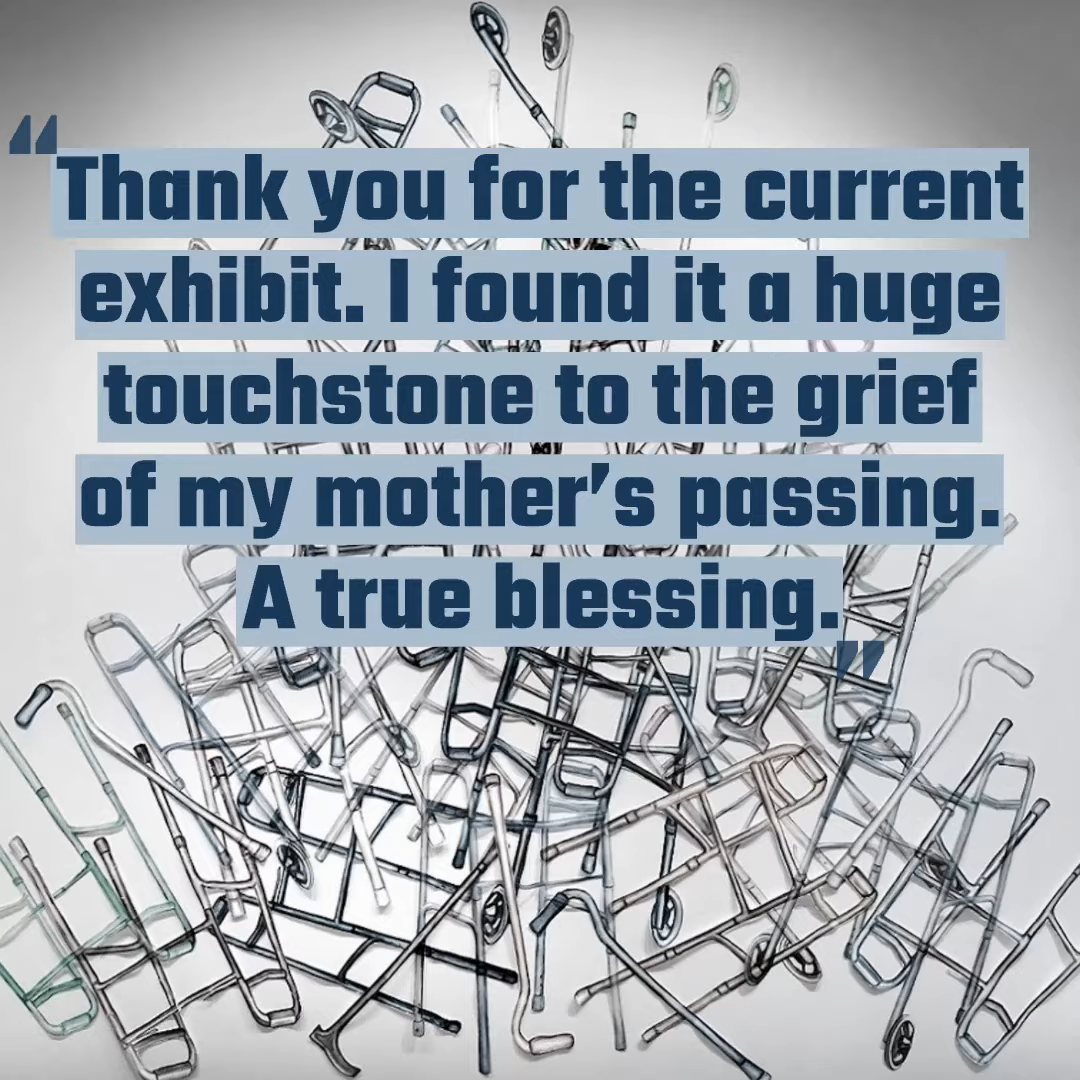 “Thank you for the current
exhibit. I found it a huge
touchstone to the grief
of my mother’s passing.
A true blessing.”